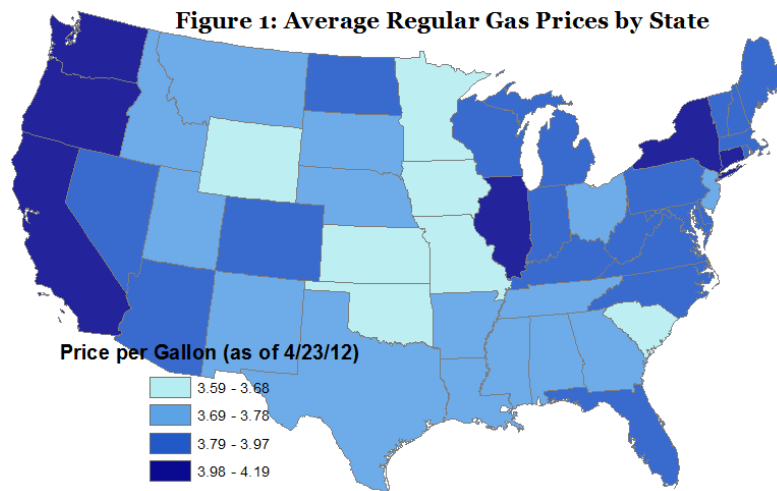 Figure 1: Average Regular Gas Prices by State
Price per Gallon (as of 4/23/12)
3.59 - 3.68
3.69 - 3.78
3.79 - 3.97
3.98 - 4.19